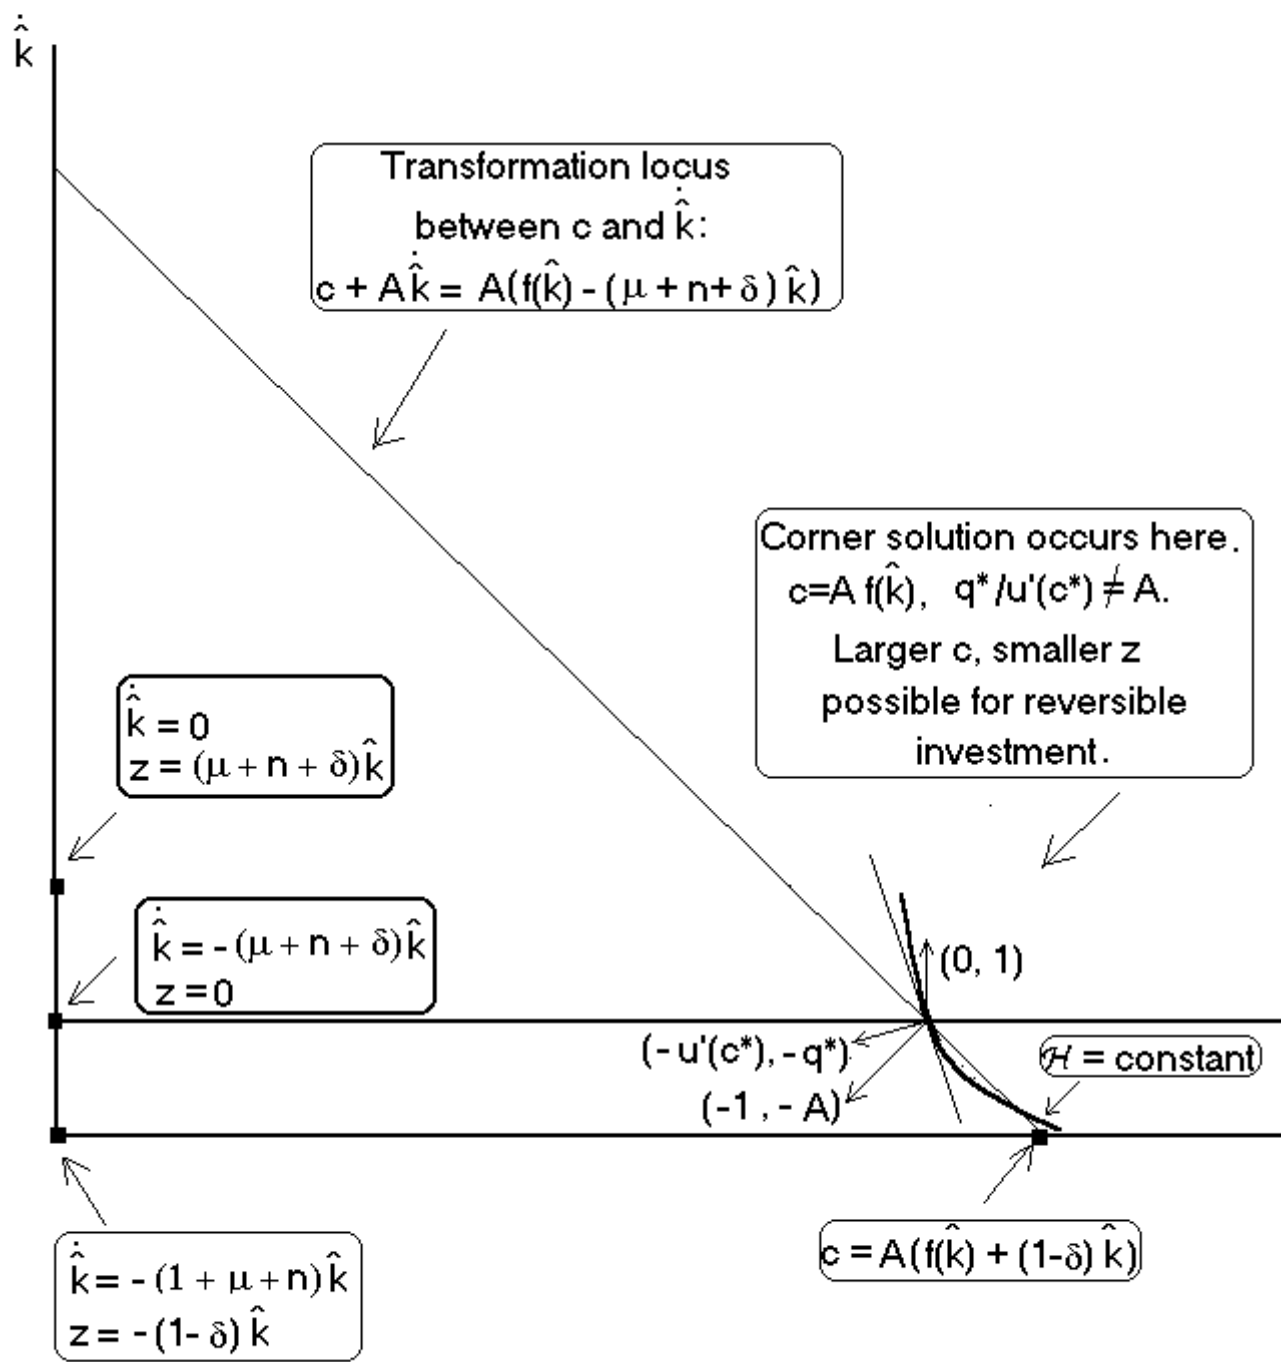 k̂̇
Transformation locus
between c and k̂̇:
c + A k̂̇ = A(f(k̂) - (μ + n + δ) k̂)
Corner solution occurs here.
c=A f(k̂), q*/u'(c*) ≠ A.
Larger c, smaller z
possible for reversible
investment.
k̂̇ = 0
z = (μ + n + δ)k̂
k̂̇ = - (μ + n + δ)k̂
z = 0
(0, 1)
(- u'(c*), - q*)
ℋ = constant
(-1 , - A)
c = A(f(k̂) + (1-δ) k̂)
k̂̇ = - (1 + μ + n)k̂
z = - (1- δ) k̂